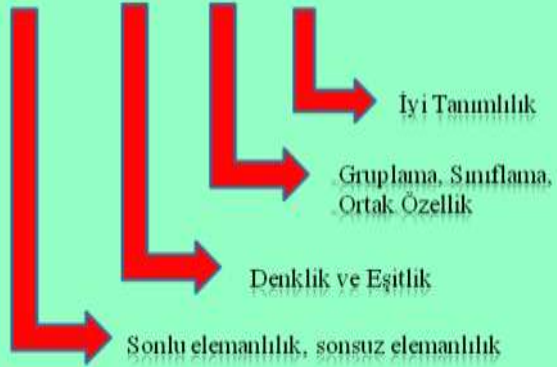 İyi Tanımlılık
Gruplama, Sınıflama,
Ortak Özellik
Denklik ve Eşitlik
Sonlu elemanlılık, sonsuz elemanlılık